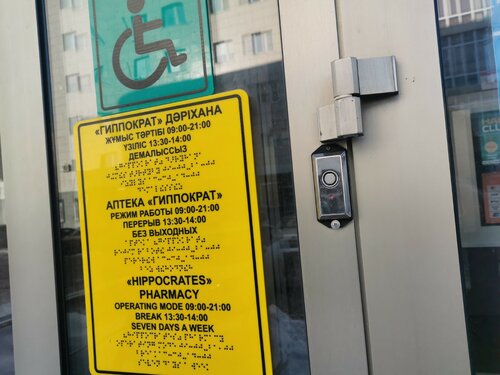 «ГИППОКРАТ» ДӘРІХАНА
ЖҰМЫС ТӘРТІБІ 09:00-21:00
ҮЗІЛІС 13:30-14:00
ДЕМАЛЫССЫЗ
АПТЕКА «ГИППОКРАТ»
РЕЖИМ РАБОТЫ 09:00-21:00
ПЕРЕРЫВ 13:30-14:00
БЕЗ ВЫХОДНЫХ
«HIPPOCRATES»
PHARMACY
OPERATING MODE 09:00-21:00
BREAK 13:30-14:00
SEVEN DAYS A WEEK